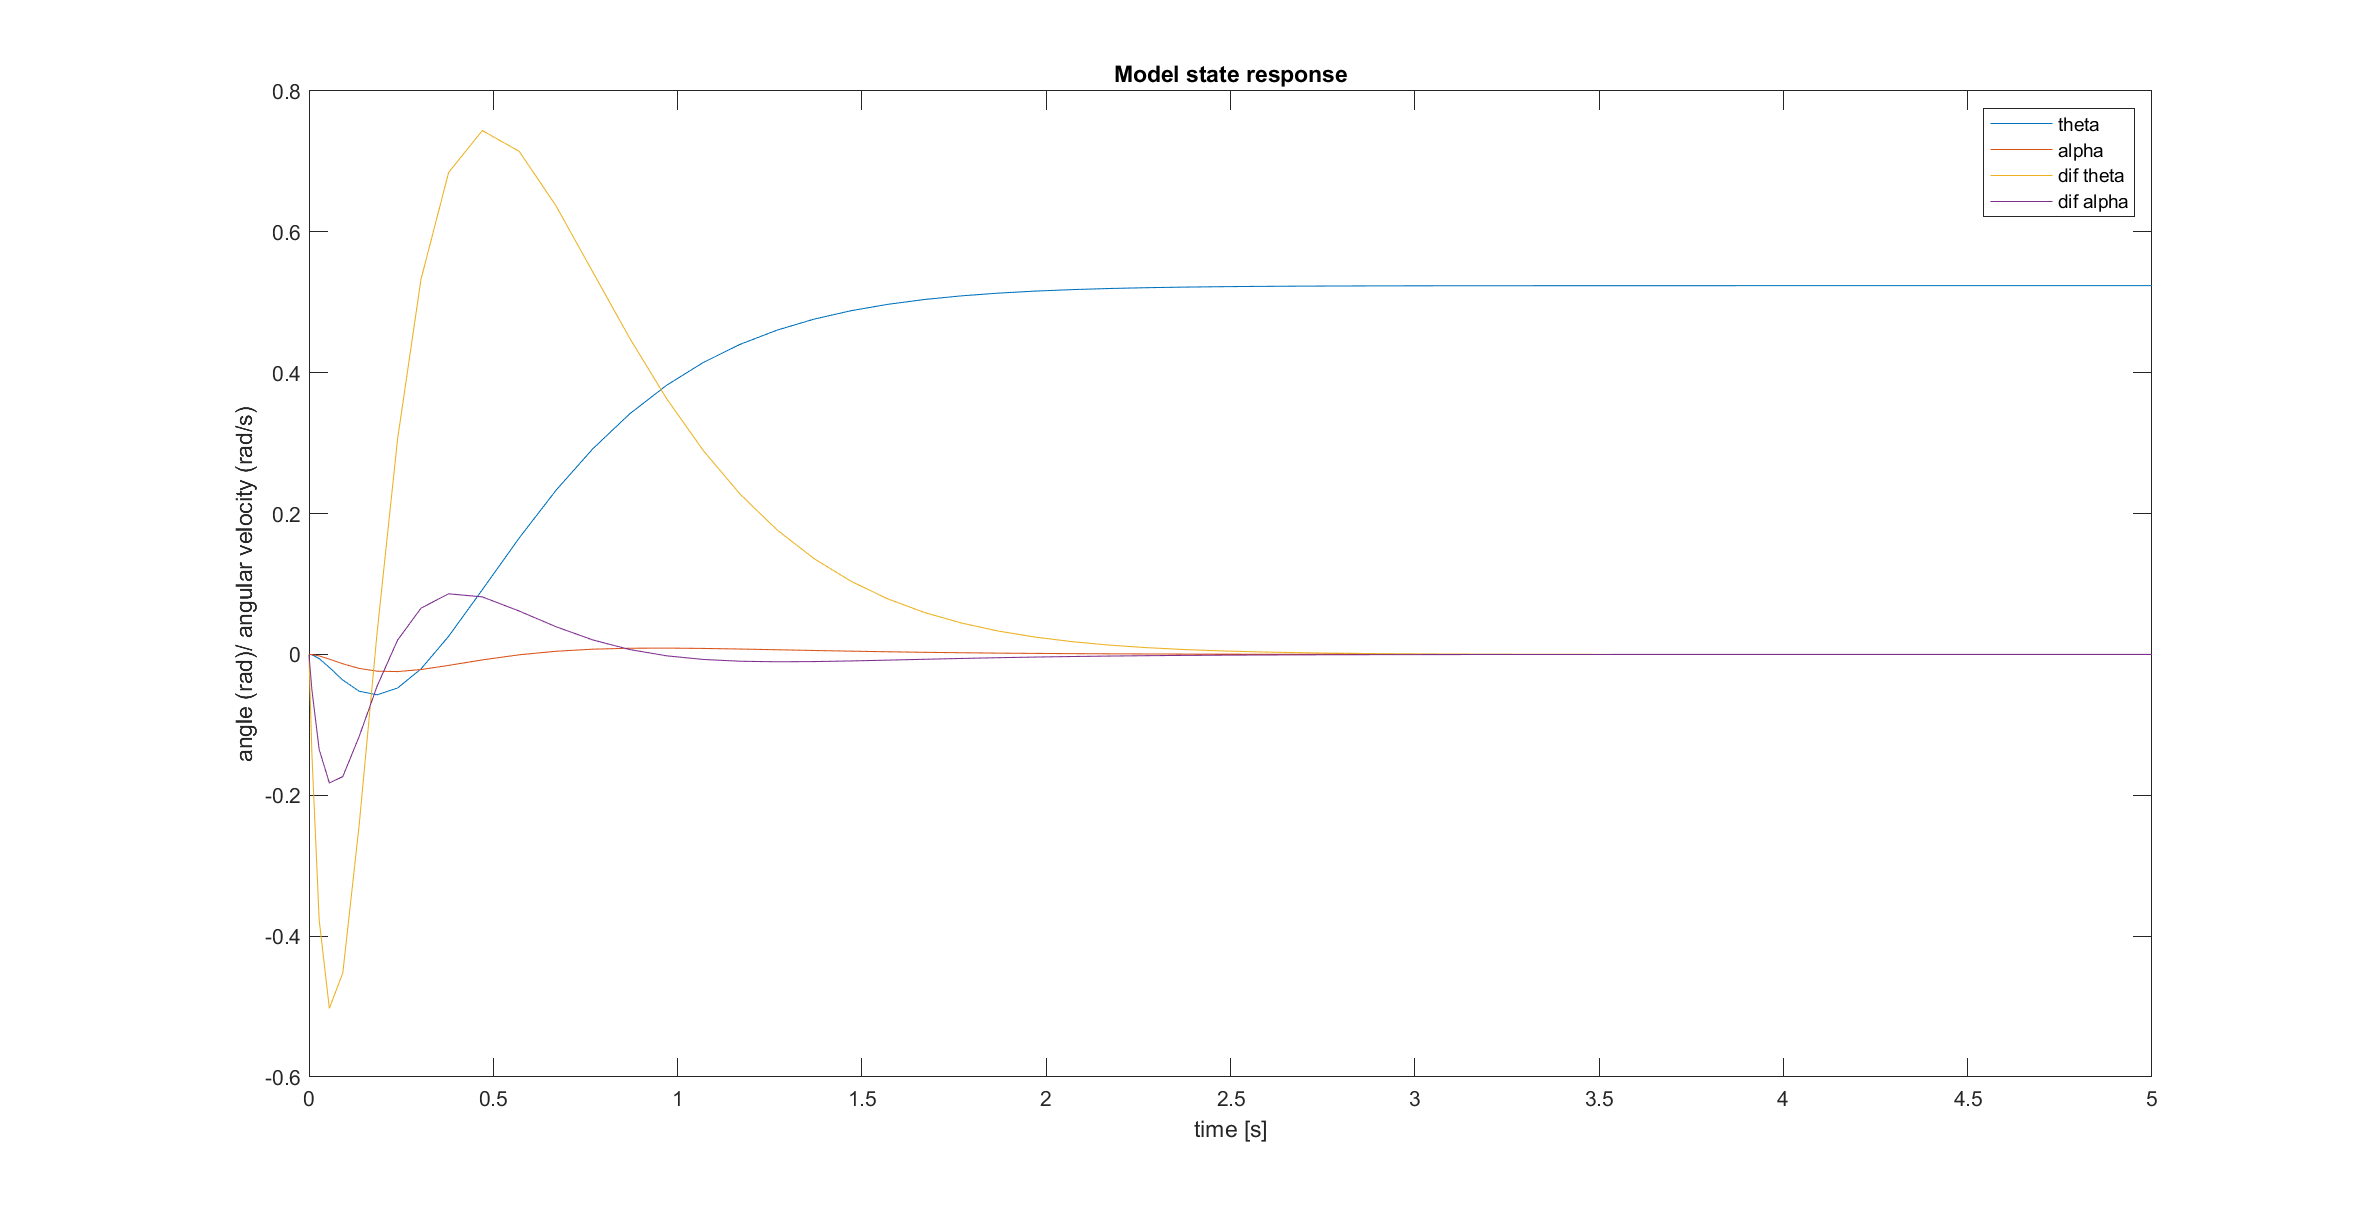 Model state response
0.8
0.6
0.4
0.2
0
-0.2
-0.4
-0.6
angle (rad)/ angular velocity (rad/s)
theta
alpha
dif theta
dif alpha
0 0.5 1 1.5 2 2.5 3 3.5 4 4.5 5
time [s]